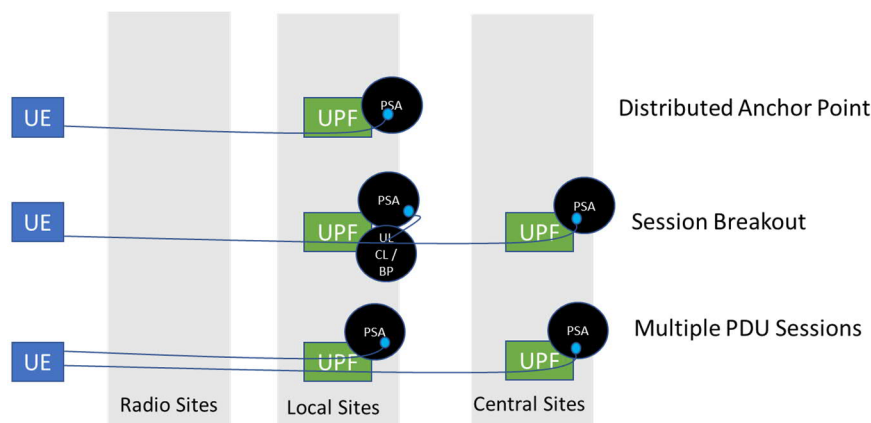 UE
UPF
PSA
Distributed Anchor Point
UE
UPF
PSA
UL
CL /
BP
UPF
PSA
Session Breakout
UE
UPF
PSA
UPF
PSA
Multiple PDU Sessions
Radio Sites
Local Sites
Central Sites